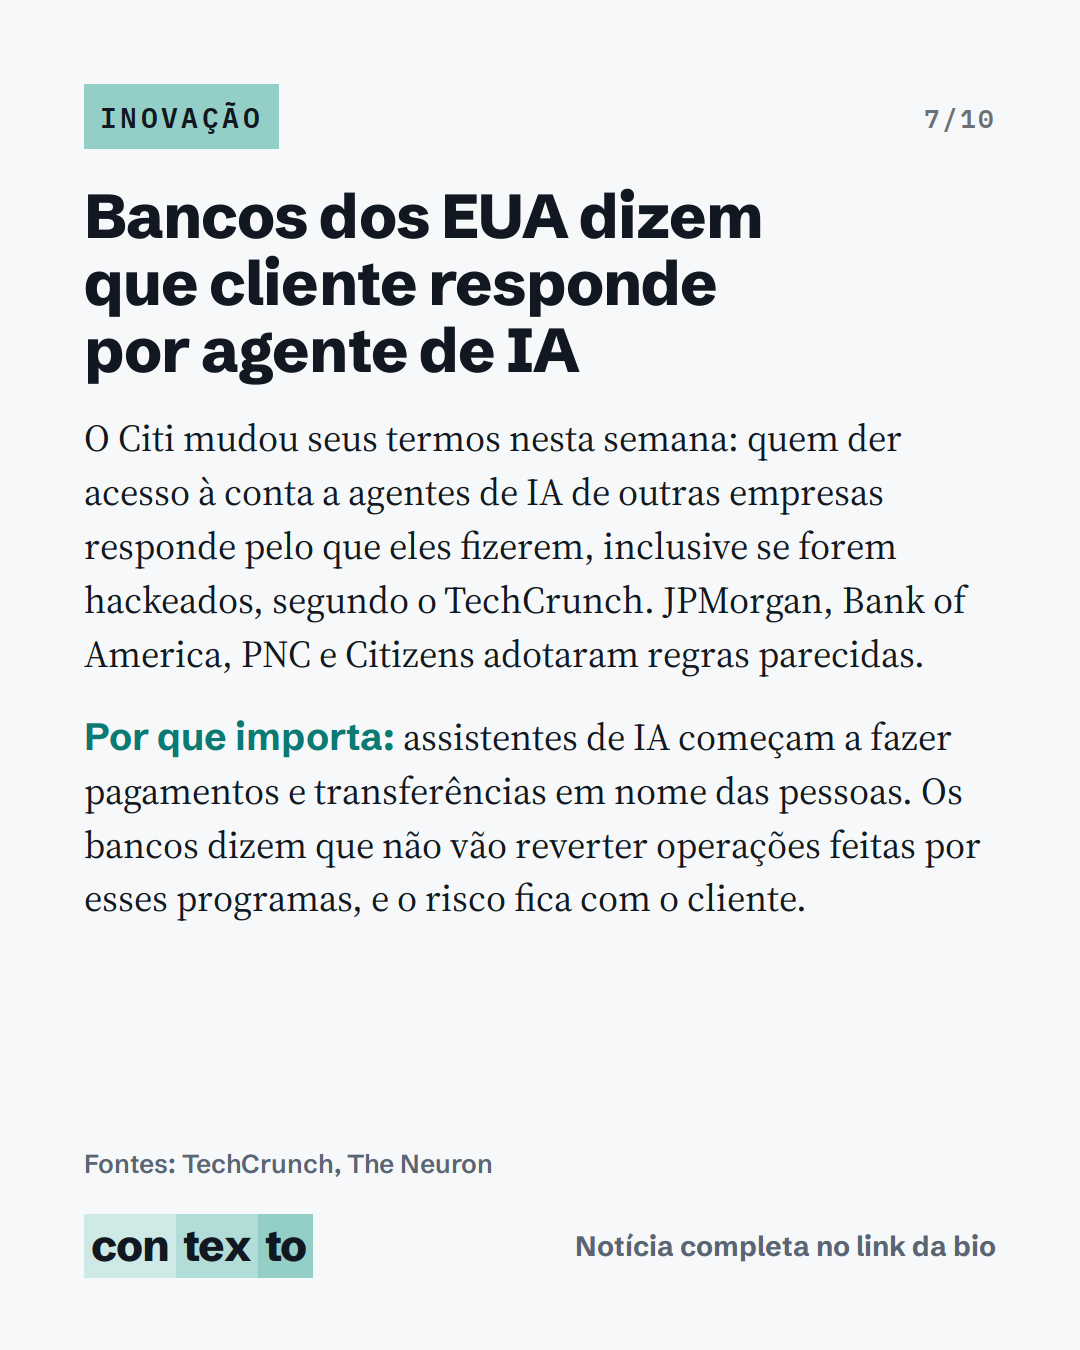 INOVAÇÃO
7/10
Bancos dos EUA dizem
que cliente responde
por agente de IA
O Citi mudou seus termos nesta semana: quem der
acesso à conta a agentes de IA de outras empresas
responde pelo que eles fizerem, inclusive se forem
hackeados, segundo o TechCrunch. JPMorgan, Bank of
America, PNC e Citizens adotaram regras parecidas.
Por que importa: assistentes de IA começam a fazer
pagamentos e transferências em nome das pessoas. Os
bancos dizem que não vão reverter operações feitas por
esses programas, e o risco fica com o cliente.
Fontes: TechCrunch, The Neuron
contexto
Notícia completa no link da bio